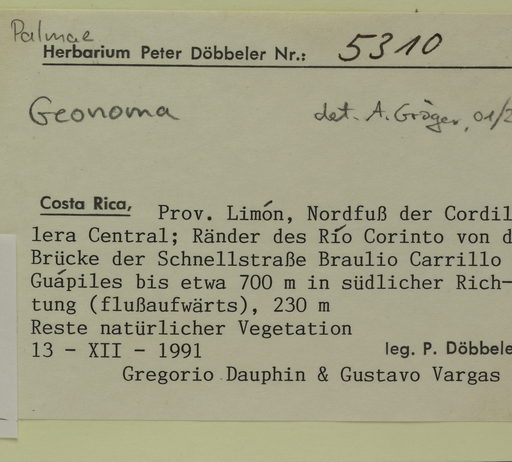 Palmae
Herbarium Peter Döbbeler Nr.: 5310
Geonoma det. A. Gröger, 01/2
Costa Rica, Prov. Limón, Nordfuß der Cordil
lera Central; Ränder des Río Corinto von d
Brücke der Schnellstraße Braulio Carrillo
Guápiles bis etwa 700 m in südlicher Rich-
tung (flußaufwärts), 230 m
Reste natürlicher Vegetation
13 - XII - 1991 leg. P. Döbbele
Gregorio Dauphin & Gustavo Vargas